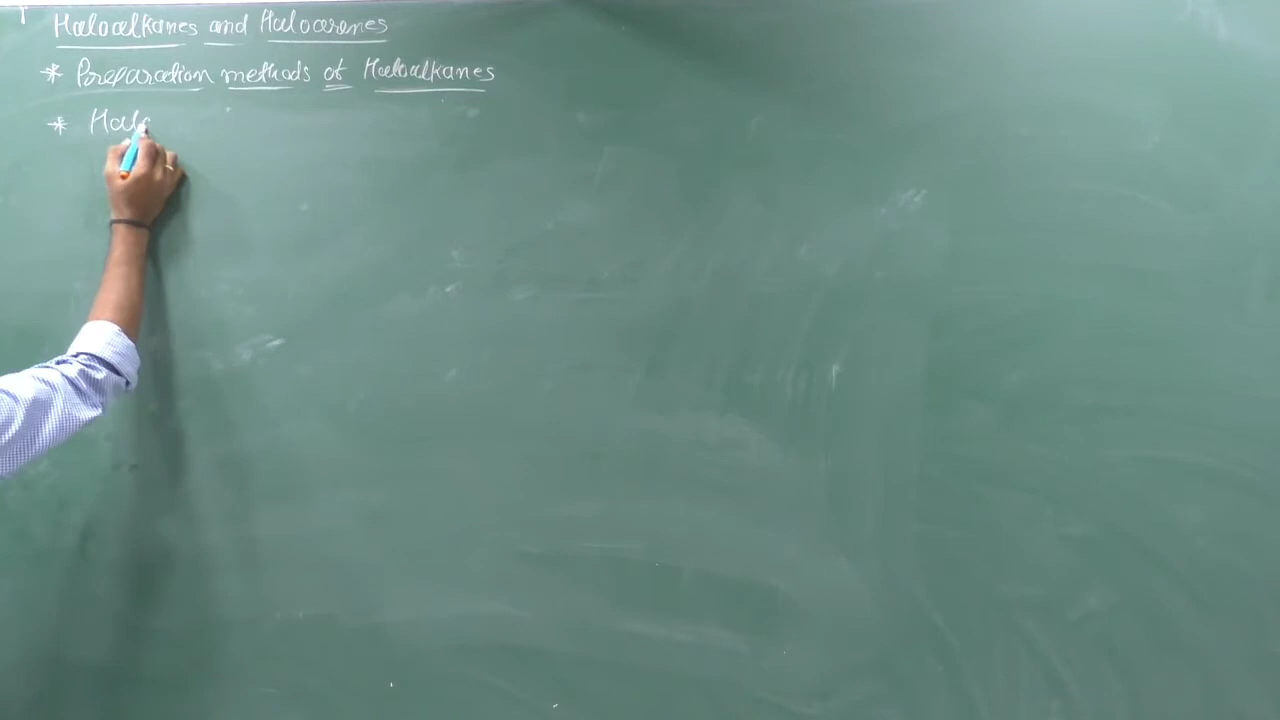 Haloalkanes and Haloarenes
* Preparation methods of Haloalkanes
* Halo